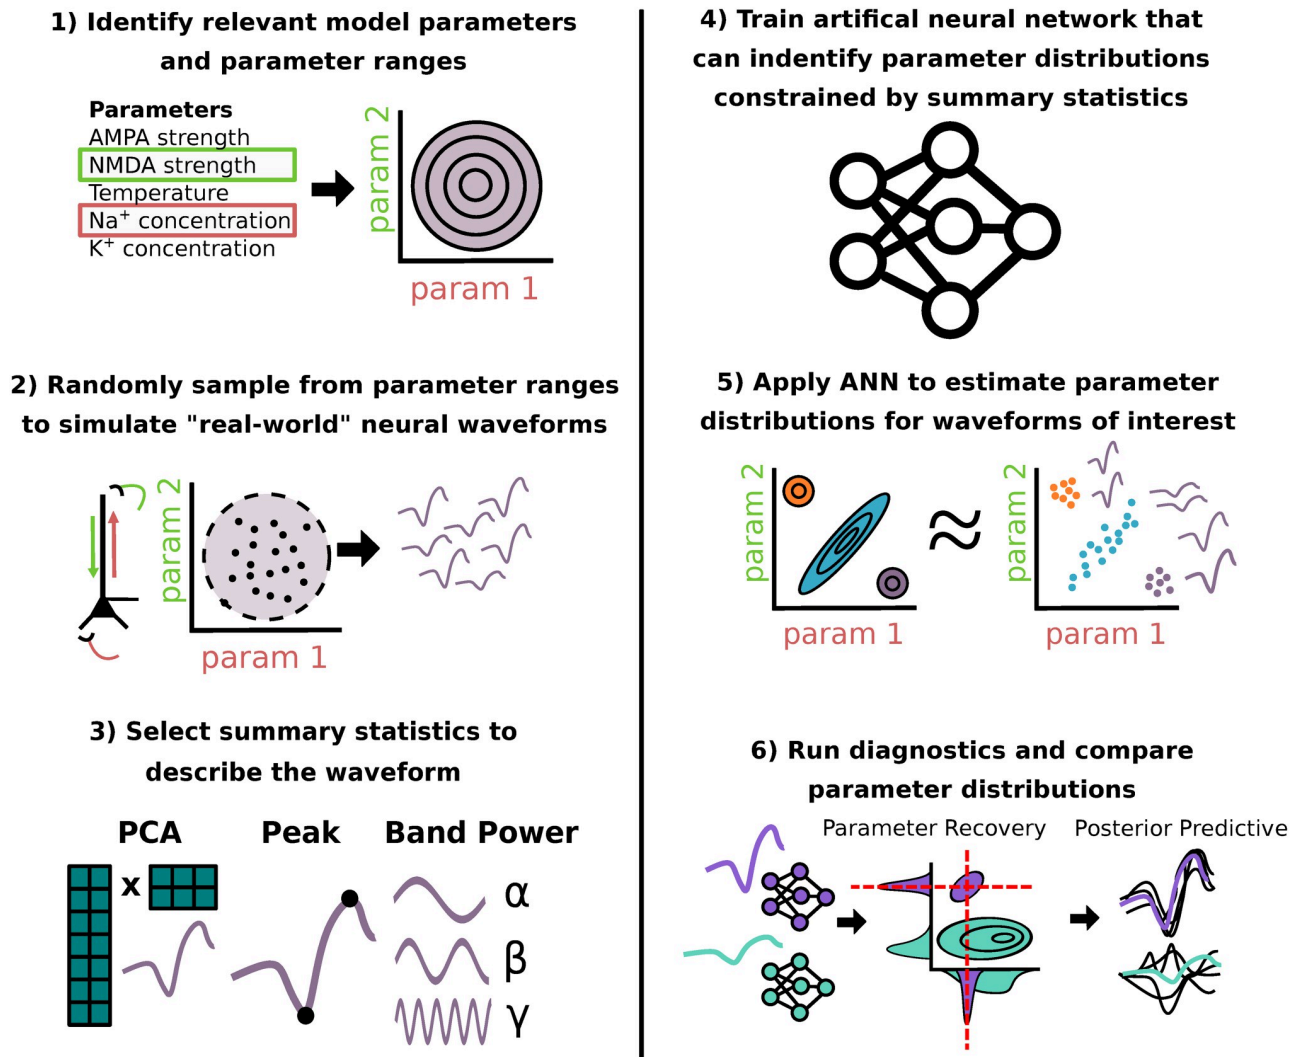 1) Identify relevant model parameters
and parameter ranges
Parameters
AMPA strength
NMDA strength
Temperature
Na⁺ concentration
K⁺ concentration
param 2
param 1
2) Randomly sample from parameter ranges
to simulate "real-world" neural waveforms
param 2
param 1
3) Select summary statistics to
describe the waveform
PCA
Peak
Band Power
x
α
β
γ
4) Train artifical neural network that
can indentify parameter distributions
constrained by summary statistics
5) Apply ANN to estimate parameter
distributions for waveforms of interest
param 2
param 1
≈
param 2
param 1
6) Run diagnostics and compare
parameter distributions
Parameter Recovery
Posterior Predictive